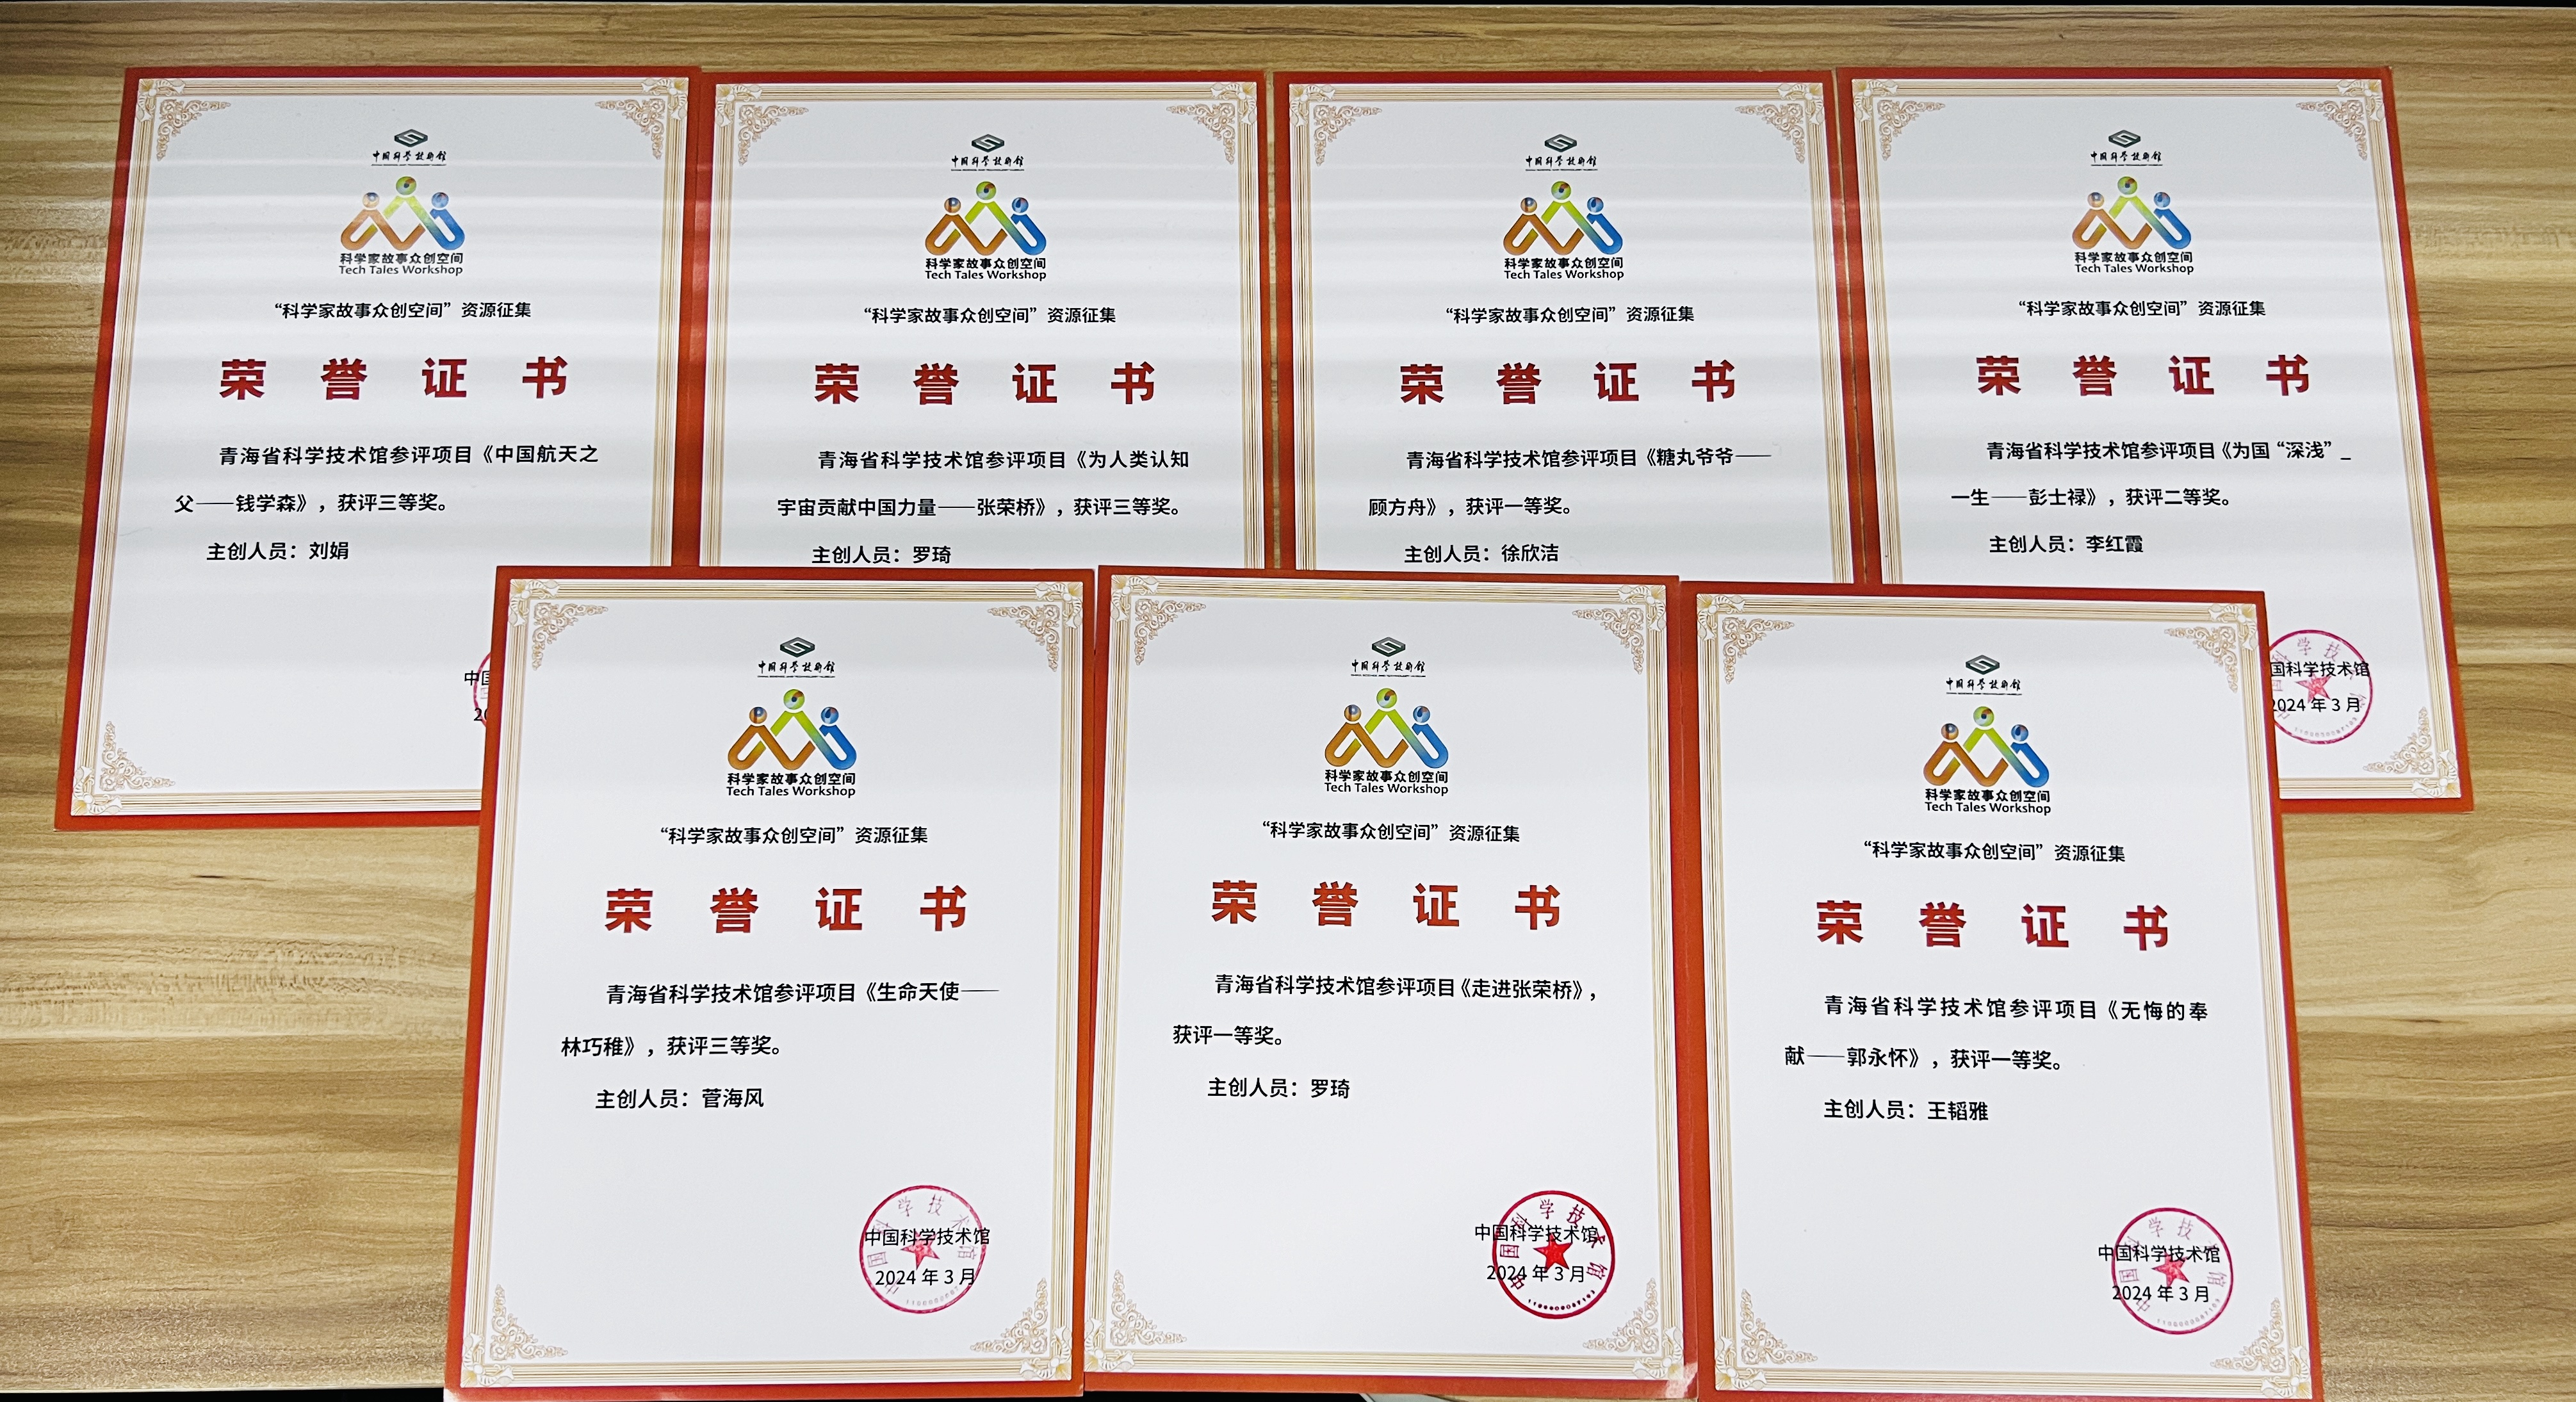 中国科学技术馆
科学家故事众创空间
Tech Tales Workshop
“科学家故事众创空间”资源征集
荣誉证书
青海省科学技术馆参评项目《中国航天之
父——钱学森》，获评三等奖。
主创人员：刘娟
中国
20
中国科学技术馆
科学家故事众创空间
Tech Tales Workshop
“科学家故事众创空间”资源征集
荣誉证书
青海省科学技术馆参评项目《为人类认知
宇宙贡献中国力量——张荣桥》，获评三等奖。
主创人员：罗琦
中国科学技术馆
科学家故事众创空间
Tech Tales Workshop
“科学家故事众创空间”资源征集
荣誉证书
青海省科学技术馆参评项目《糖丸爷爷——
顾方舟》，获评一等奖。
主创人员：徐欣洁
中国科学技术馆
科学家故事众创空间
Tech Tales Workshop
“科学家故事众创空间”资源征集
荣誉证书
青海省科学技术馆参评项目《为国“深浅”_
一生——彭士禄》，获评二等奖。
主创人员：李红霞
国科学技术馆
2024 年 3 月
中国科学技术馆
科学家故事众创空间
Tech Tales Workshop
“科学家故事众创空间”资源征集
荣誉证书
青海省科学技术馆参评项目《生命天使——
林巧稚》，获评三等奖。
主创人员：菅海风
中国科学技术馆
2024 年 3 月
中国科学技术馆
科学家故事众创空间
Tech Tales Workshop
“科学家故事众创空间”资源征集
荣誉证书
青海省科学技术馆参评项目《走进张荣桥》，
获评一等奖。
主创人员：罗琦
中国科学技术馆
2024 年 3 月
中国科学技术馆
科学家故事众创空间
Tech Tales Workshop
“科学家故事众创空间”资源征集
荣誉证书
青海省科学技术馆参评项目《无悔的奉
献——郭永怀》，获评一等奖。
主创人员：王韬雅
中国科学技术馆
2024 年 3 月